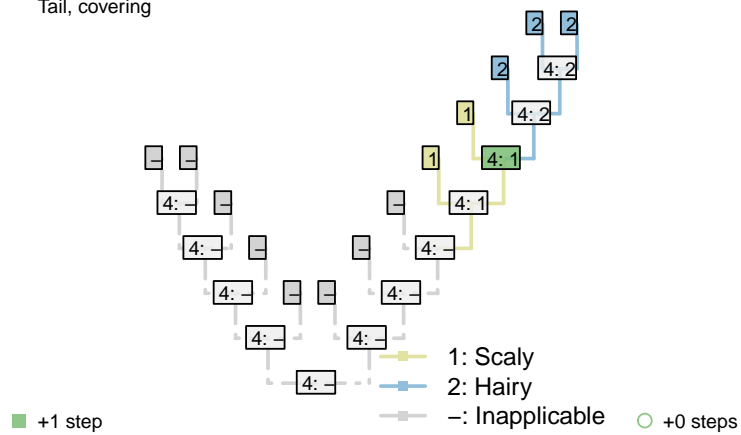 Tail, covering
2 2
2 4: 2
1 4: 2
– – 1 4: 1
4: – – – 4: 1
4: – – – 4: –
4: – – – 4: –
4: – 4: –
1: Scaly
4: – 2: Hairy
–: Inapplicable
+1 step +0 steps